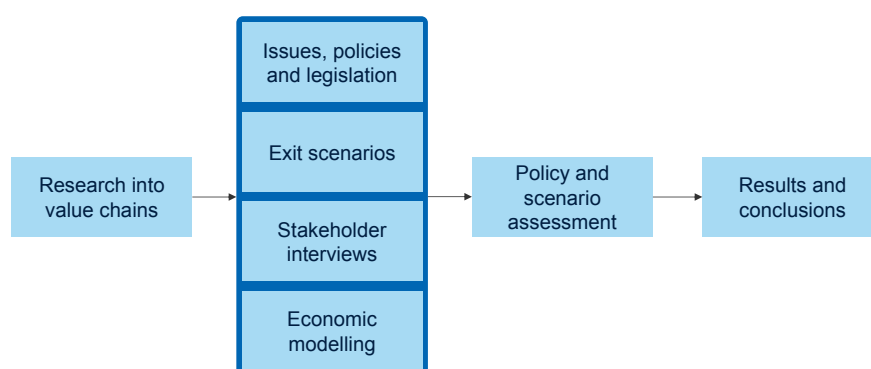 Research into
value chains
Issues, policies
and legislation
Exit scenarios
Stakeholder
interviews
Economic
modelling
Policy and
scenario
assessment
Results and
conclusions